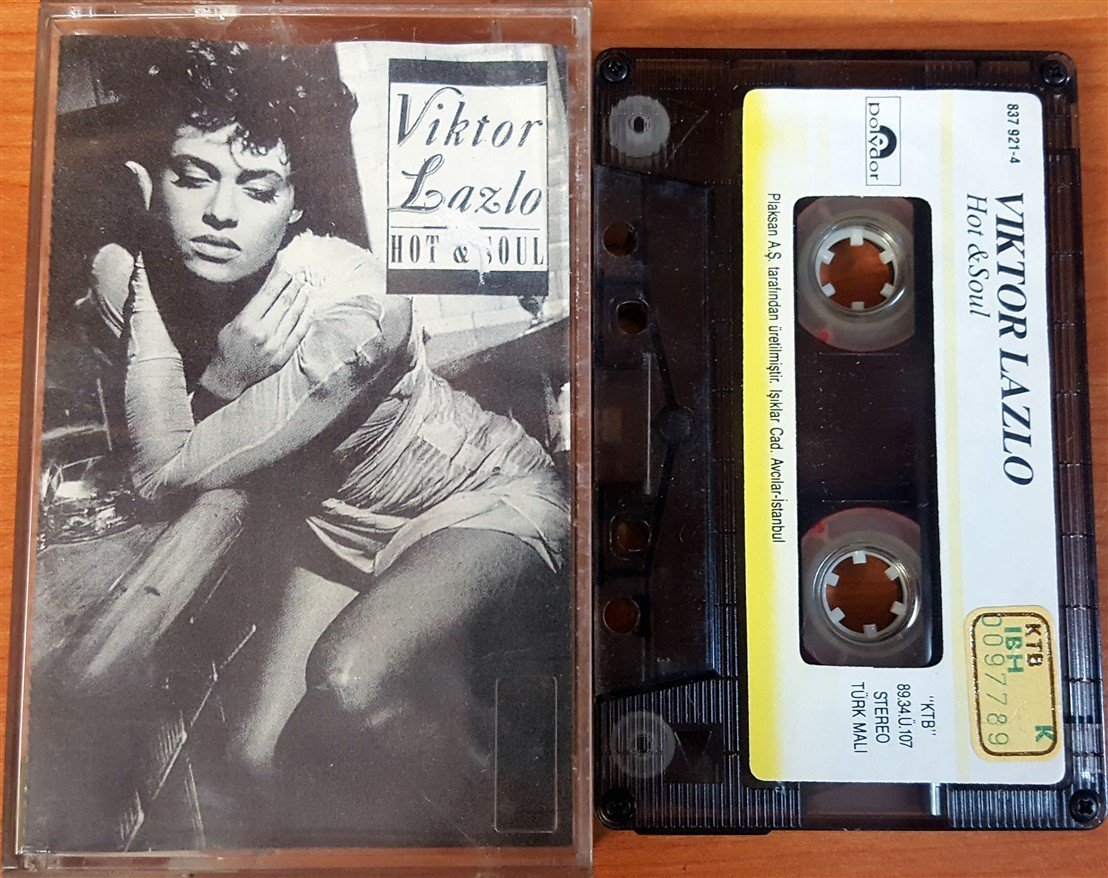 Viktor
Lazlo
HOT & SOUL
837 921-4
polydor
VIKTOR LAZLO
Hot & Soul
Plaksan A.Ş. tarafından üretilmiştir. Işıklar Cad. Avcılar-İstanbul
"KTB"
89.34.Ü.107
STEREO
TÜRK MALI
KTB K
IBH
0097789